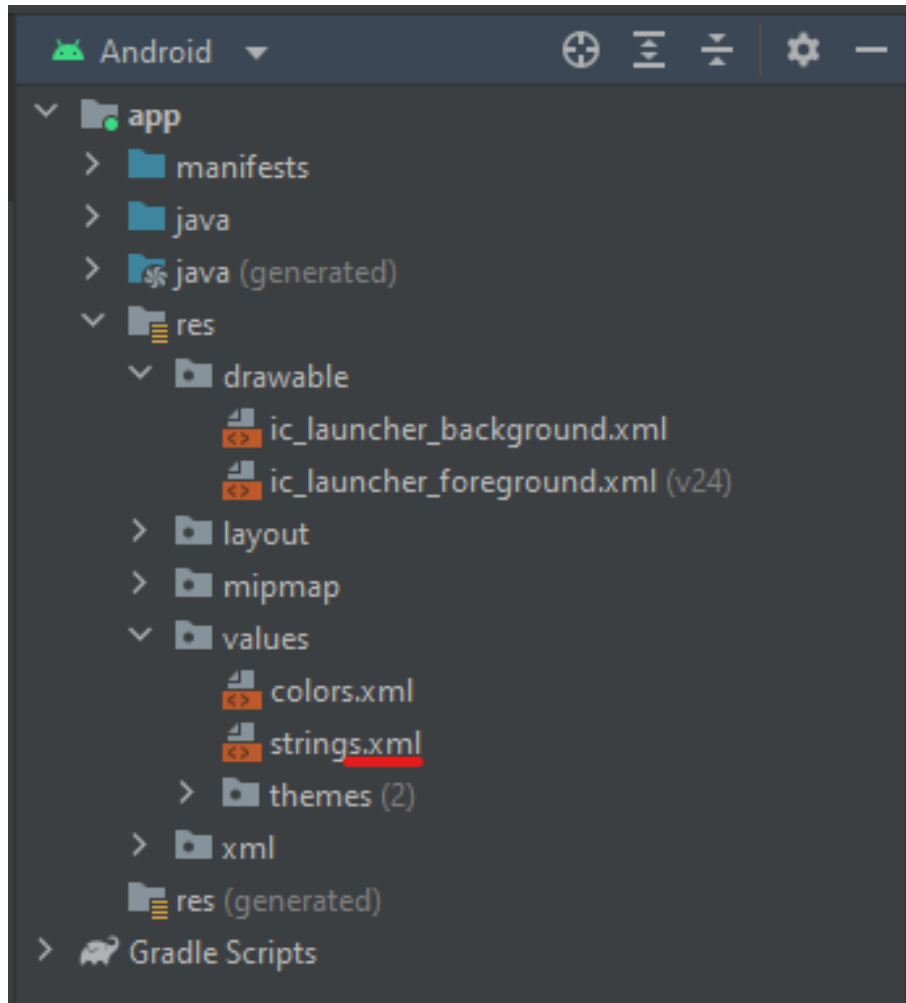 Android
app
manifests
java
java (generated)
res
drawable
ic_launcher_background.xml
ic_launcher_foreground.xml (v24)
layout
mipmap
values
colors.xml
strings.xml
themes (2)
xml
res (generated)
Gradle Scripts